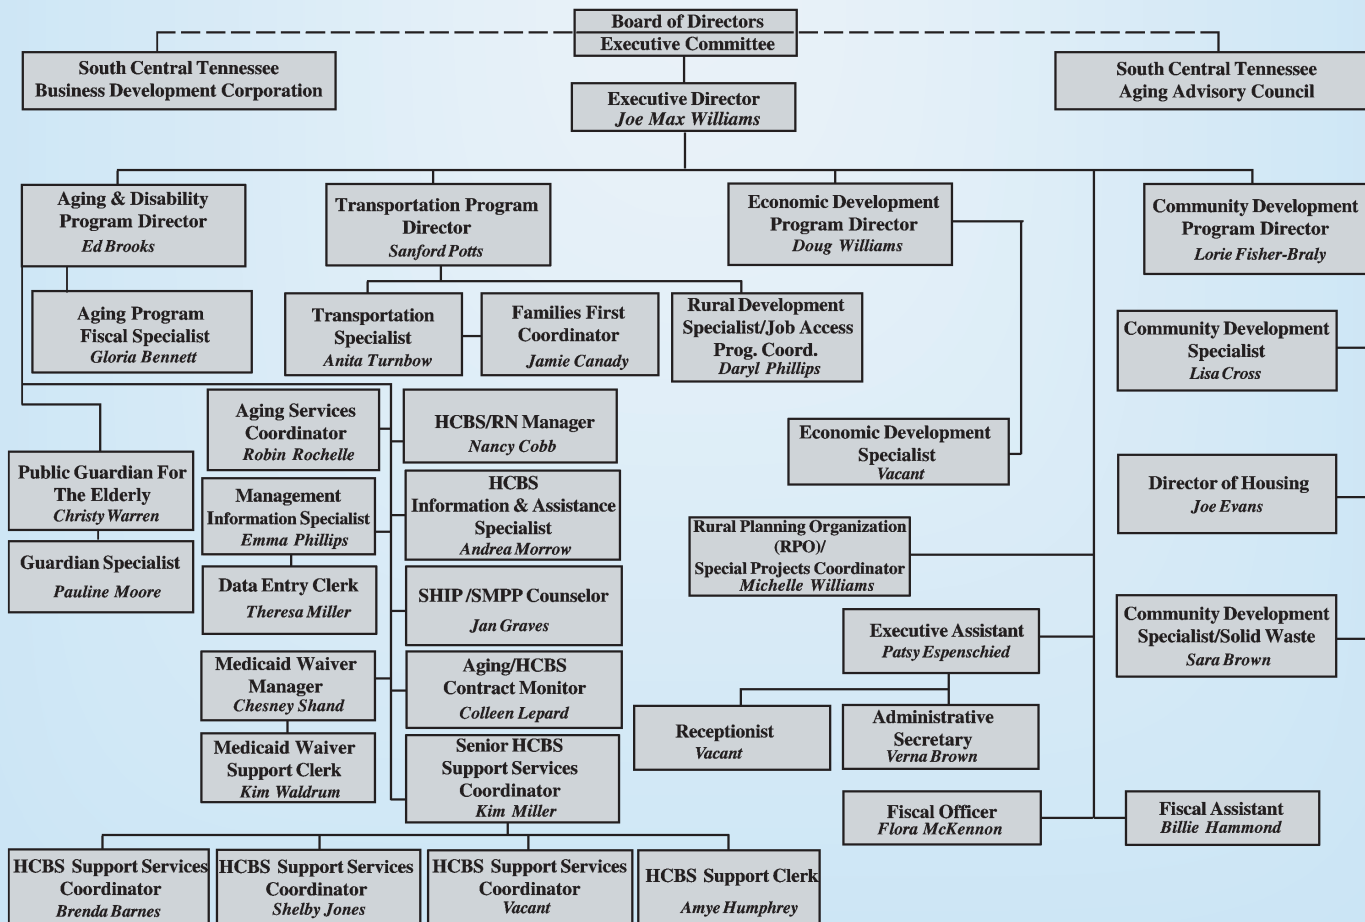 Board of Directors
Executive Committee
South Central Tennessee
Business Development Corporation
South Central Tennessee
Aging Advisory Council
Executive Director
Joe Max Williams
Aging & Disability
Program Director
Ed Brooks
Transportation Program
Director
Sanford Potts
Economic Development
Program Director
Doug Williams
Community Development
Program Director
Lorie Fisher-Braly
Aging Program
Fiscal Specialist
Gloria Bennett
Transportation
Specialist
Anita Turnbow
Families First
Coordinator
Jamie Canady
Rural Development
Specialist/Job Access
Prog. Coord.
Daryl Phillips
Community Development
Specialist
Lisa Cross
Aging Services
Coordinator
Robin Rochelle
HCBS/RN Manager
Nancy Cobb
Economic Development
Specialist
Vacant
Public Guardian For
The Elderly
Christy Warren
Management
Information Specialist
Emma Phillips
HCBS
Information & Assistance
Specialist
Andrea Morrow
Director of Housing
Joe Evans
Rural Planning Organization
(RPO)/
Special Projects Coordinator
Michelle Williams
Guardian Specialist
Pauline Moore
Data Entry Clerk
Theresa Miller
SHIP /SMPP Counselor
Jan Graves
Executive Assistant
Patsy Espenschied
Community Development
Specialist/Solid Waste
Sara Brown
Medicaid Waiver
Manager
Chesney Shand
Aging/HCBS
Contract Monitor
Colleen Lepard
Receptionist
Vacant
Administrative
Secretary
Verna Brown
Medicaid Waiver
Support Clerk
Kim Waldrum
Senior HCBS
Support Services
Coordinator
Kim Miller
Fiscal Officer
Flora McKennon
Fiscal Assistant
Billie Hammond
HCBS Support Services
Coordinator
Brenda Barnes
HCBS Support Services
Coordinator
Shelby Jones
HCBS Support Services
Coordinator
Vacant
HCBS Support Clerk
Amye Humphrey